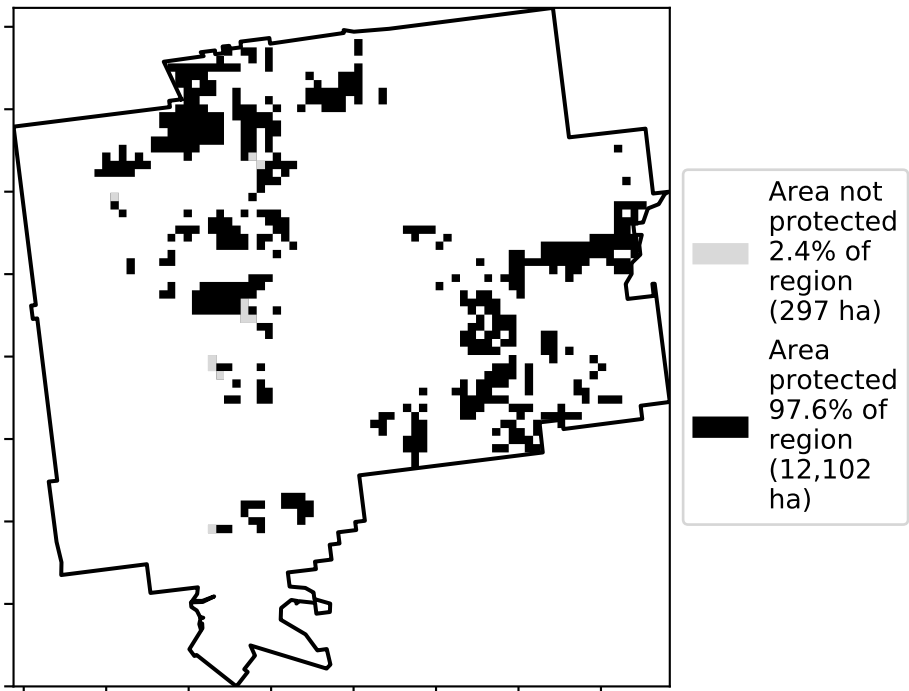 Area not
protected
2.4% of
region
(297 ha)
Area
protected
97.6% of
region
(12,102
ha)